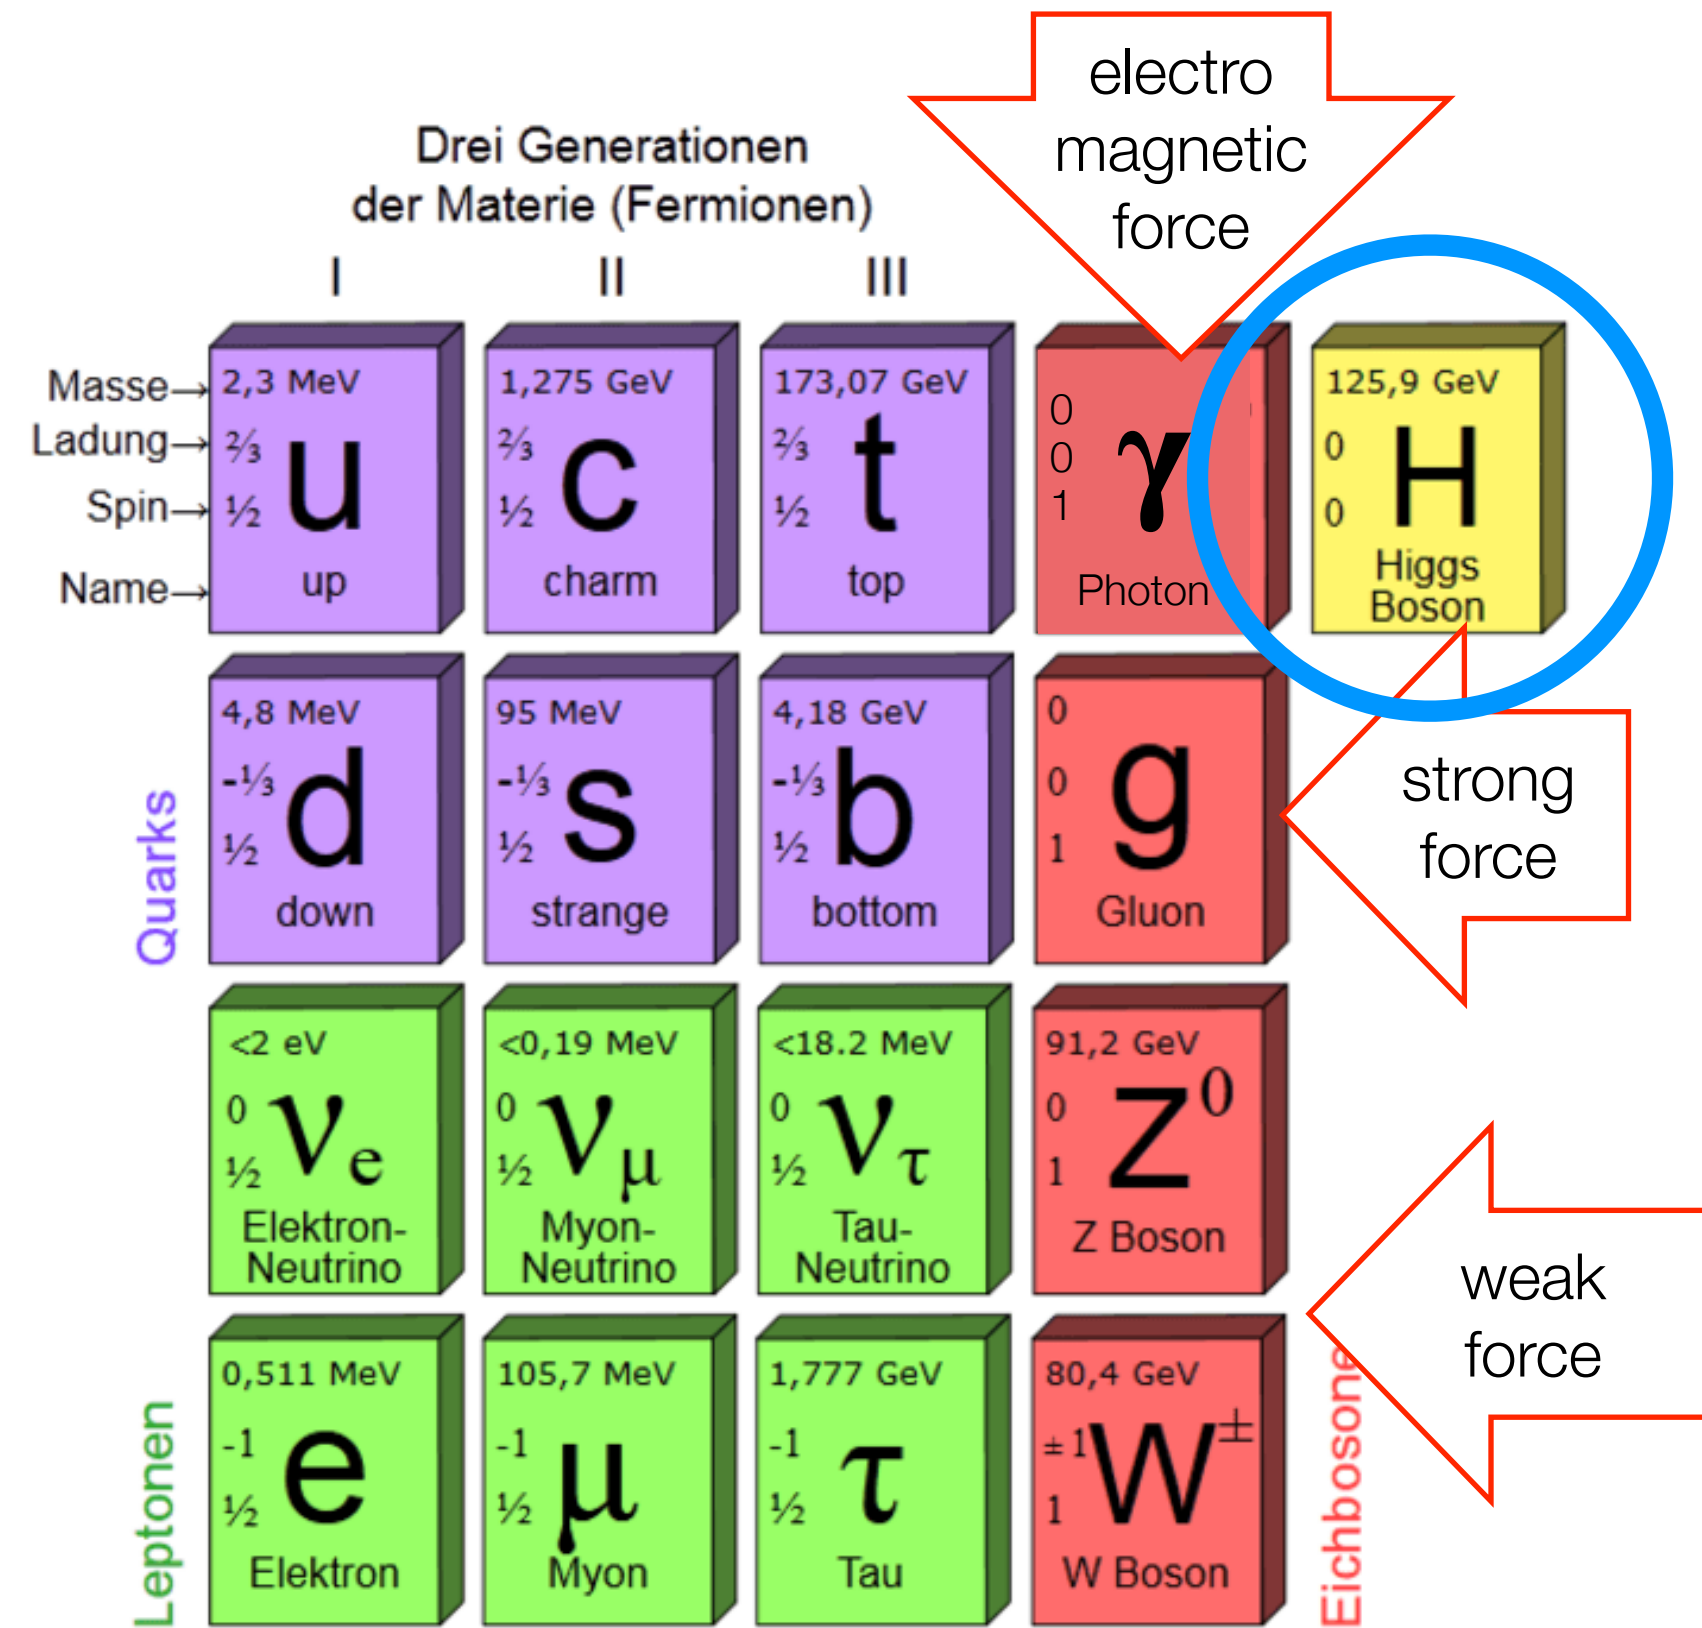 electro
magnetic
force
Drei Generationen
der Materie (Fermionen)
I II III
Masse→
Ladung→
Spin→
Name→
2,3 MeV
⅔
½
u
up
1,275 GeV
⅔
½
c
charm
173,07 GeV
⅔
½
t
top
0
0
1
γ
Photon
125,9 GeV
0
0
H
Higgs
Boson
Quarks
4,8 MeV
-⅓
½
d
down
95 MeV
-⅓
½
s
strange
4,18 GeV
-⅓
½
b
bottom
0
0
1
g
Gluon
strong
force
<2 eV
0
½
νe
Elektron-
Neutrino
<0,19 MeV
0
½
νμ
Myon-
Neutrino
<18.2 MeV
0
½
ντ
Tau-
Neutrino
91,2 GeV
0
1
Z⁰
Z Boson
weak
force
Leptonen
0,511 MeV
-1
½
e
Elektron
105,7 MeV
-1
½
μ
Myon
1,777 GeV
-1
½
τ
Tau
80,4 GeV
±1
1
W±
W Boson
Eichbosone